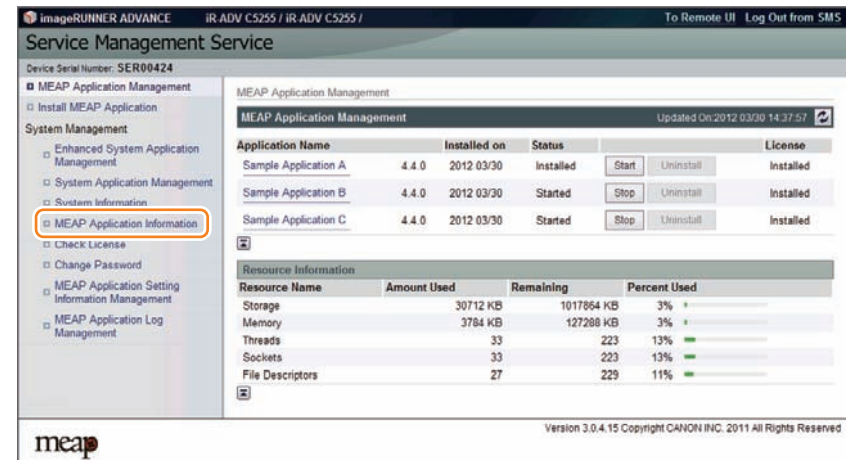 imageRUNNER ADVANCE iR-ADV C5255 / iR-ADV C5255 / To Remote UI Log Out from SMS
Service Management Service
Device Serial Number: SER00424
MEAP Application Management
Install MEAP Application
System Management
Enhanced System Application
Management
System Application Management
System Information
MEAP Application Information
Check License
Change Password
MEAP Application Setting
Information Management
MEAP Application Log
Management
MEAP Application Management
MEAP Application Management Updated On:2012 03/30 14:37:57
Application Name Installed on Status License
Sample Application A 4.4.0 2012 03/30 Installed Start Uninstall Installed
Sample Application B 4.4.0 2012 03/30 Started Stop Uninstall Installed
Sample Application C 4.4.0 2012 03/30 Started Stop Uninstall Installed
Resource Information
Resource Name Amount Used Remaining Percent Used
Storage 30712 KB 1017864 KB 3%
Memory 3784 KB 127288 KB 3%
Threads 33 223 13%
Sockets 33 223 13%
File Descriptors 27 229 11%
Version 3.0.4.15 Copyright CANON INC. 2011 All Rights Reserved
meap